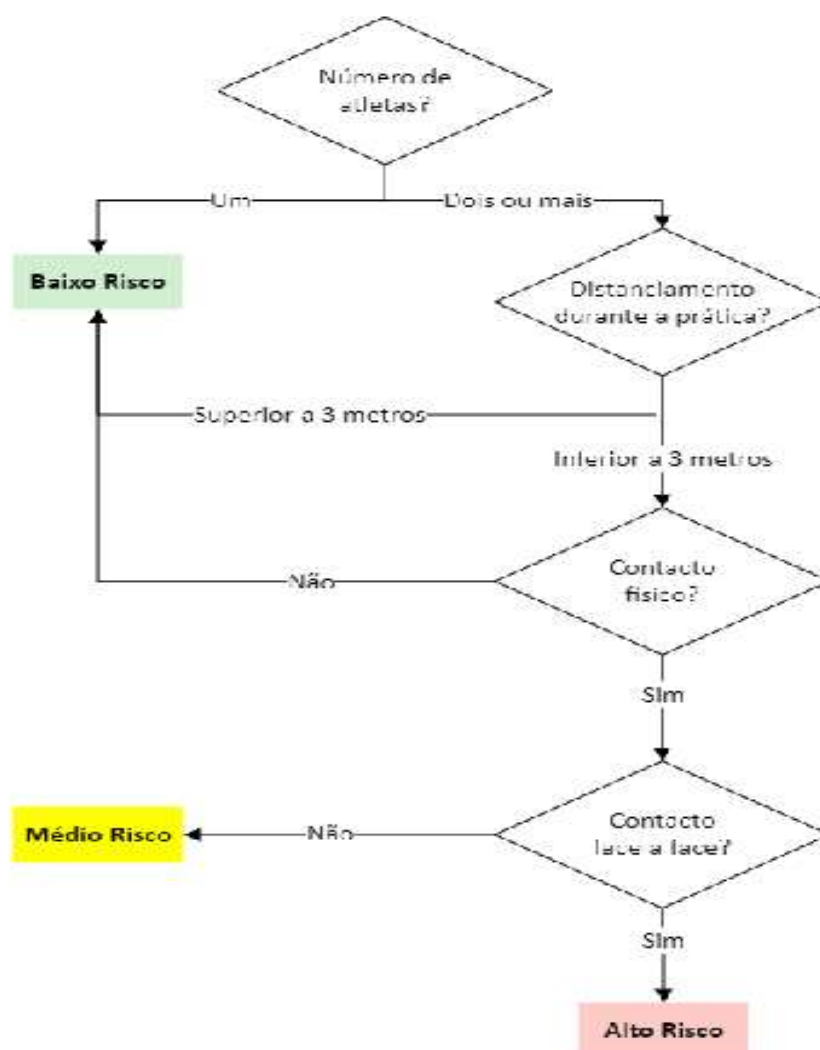 Número de
atletas?
Um
Dois ou mais
Baixo Risco
Distanciamento
durante a prática?
Superior a 3 metros
Inferior a 3 metros
Contacto
físico?
Não
Sim
Contacto
face a face?
Médio Risco
Não
Sim
Alto Risco